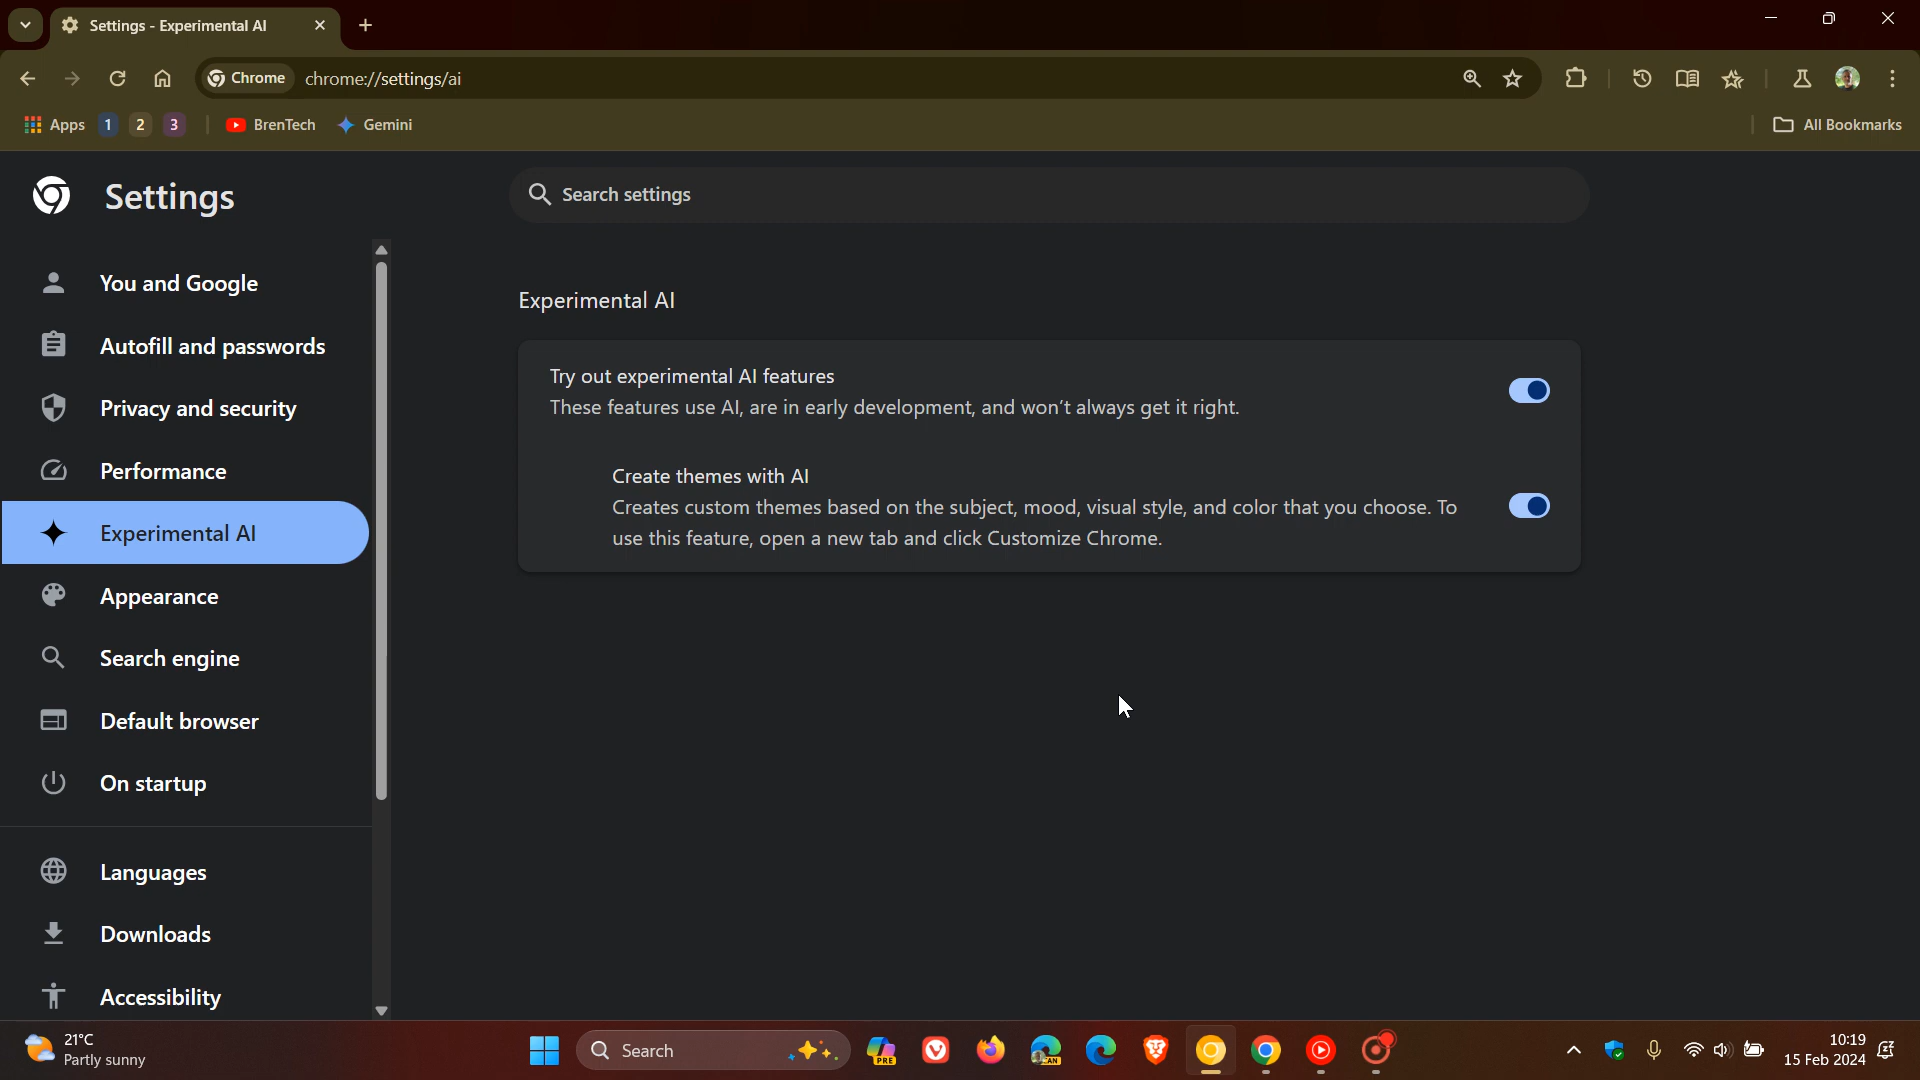 Settings - Experimental AI
Chrome
chrome://settings/ai
Apps
1
2
3
BrenTech
Gemini
All Bookmarks
Settings
Search settings
You and Google
Autofill and passwords
Privacy and security
Performance
Experimental AI
Appearance
Search engine
Default browser
On startup
Languages
Downloads
Accessibility
Experimental AI
Try out experimental AI features
These features use AI, are in early development, and won't always get it right.
Create themes with AI
Creates custom themes based on the subject, mood, visual style, and color that you choose. To
use this feature, open a new tab and click Customize Chrome.
21°C
Partly sunny
Search
PRE
CAN
10:19
15 Feb 2024